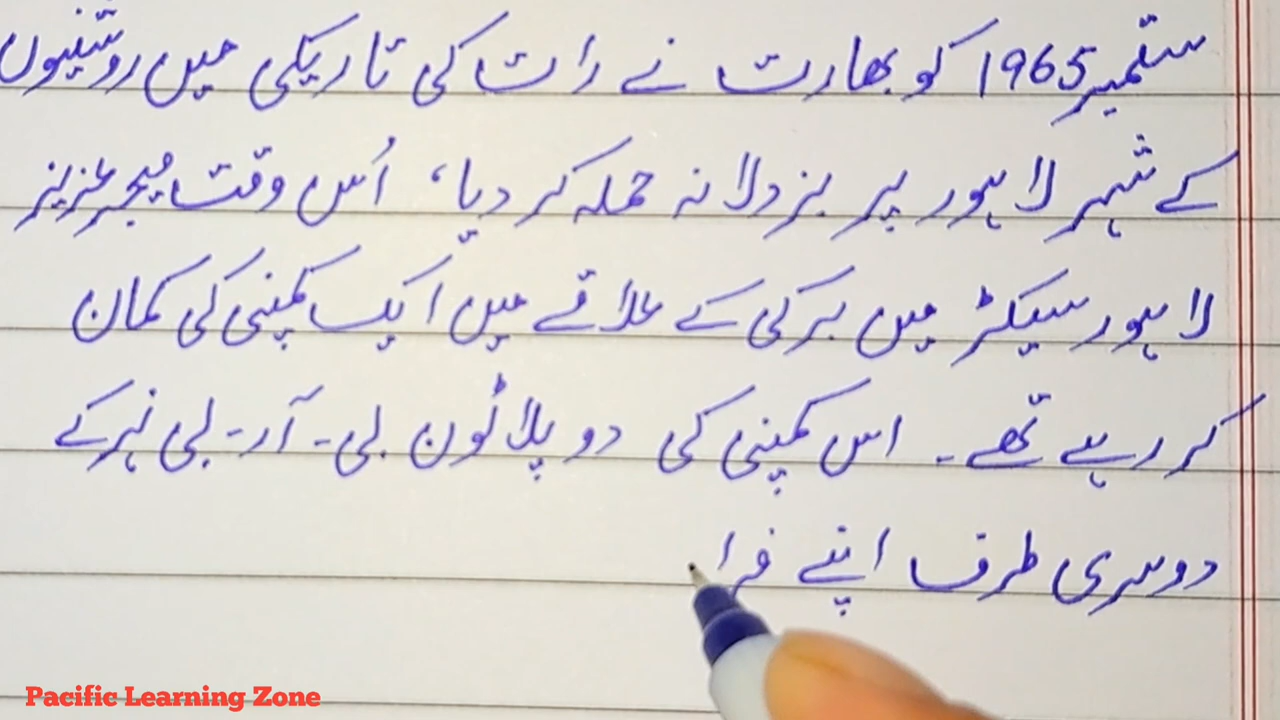 ستمبر 1965 کو بھارت نے رات کی تاریکی میں روشنیوں
کے شہر لاہور پر بزدلانہ حملہ کر دیا، اُس وقت میجر عزیز
لاہور سیکٹر میں برکی کے علاقے میں ایک کمپنی کی کمان
کر رہے تھے۔ اس کمپنی کی دو پلاٹون بی۔ آر۔ بی نہر کے
دوسری طرف اپنے فرا
Pacific Learning Zone